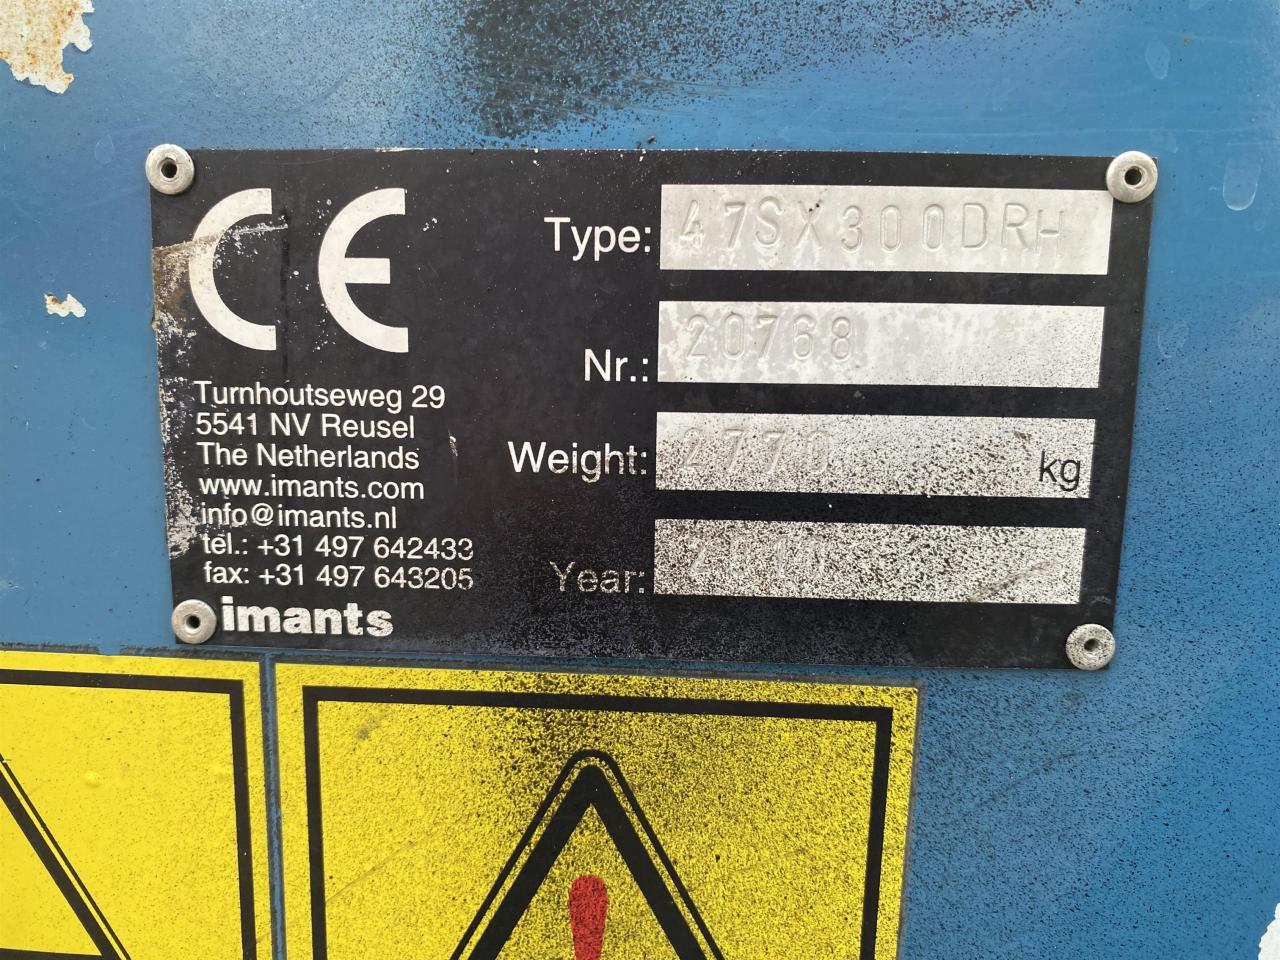 CE
Turnhoutseweg 29
5541 NV Reusel
The Netherlands
www.imants.com
info@imants.nl
tel.: +31 497 642433
fax: +31 497 643205
imants
Type: 47SX300DRH
Nr.: 20768
Weight: 2770 kg
Year: